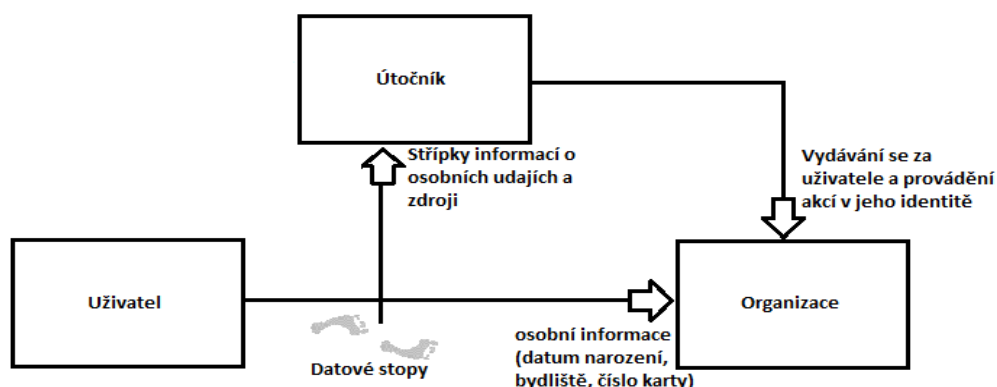 Útočník
Střípky informací o
osobních udajích a
zdroji
Vydávání se za
uživatele a provádění
akcí v jeho identitě
Uživatel
Organizace
osobní informace
(datum narození,
bydliště, číslo karty)
Datové stopy